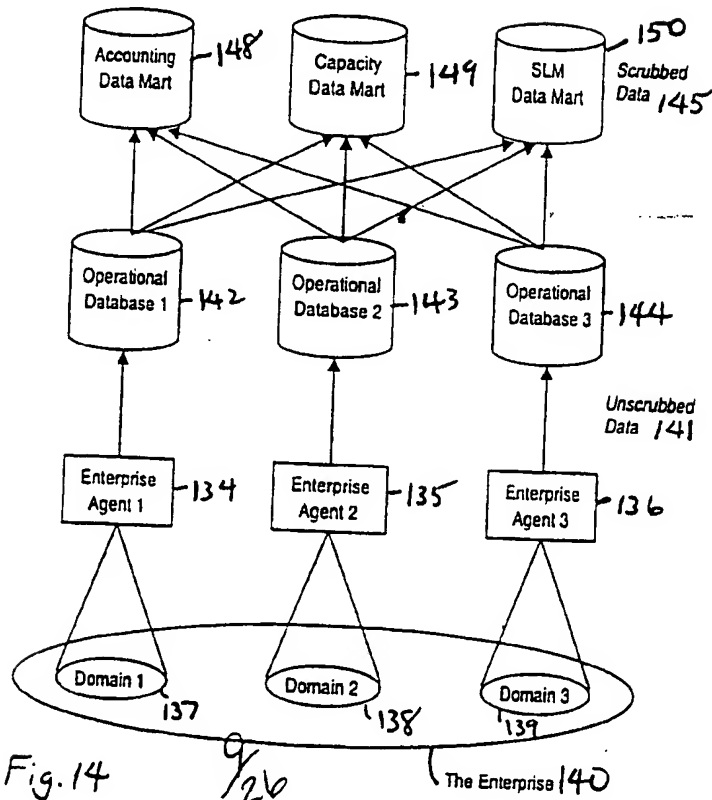 Accounting
Data Mart
148
Capacity
Data Mart
149
SLM
Data Mart
150
Scrubbed
Data 145
Operational
Database 1
142
Operational
Database 2
143
Operational
Database 3
144
Unscrubbed
Data 141
Enterprise
Agent 1
134
Enterprise
Agent 2
135
Enterprise
Agent 3
136
Domain 1
137
Domain 2
138
Domain 3
139
Fig. 14
9/26
The Enterprise 140